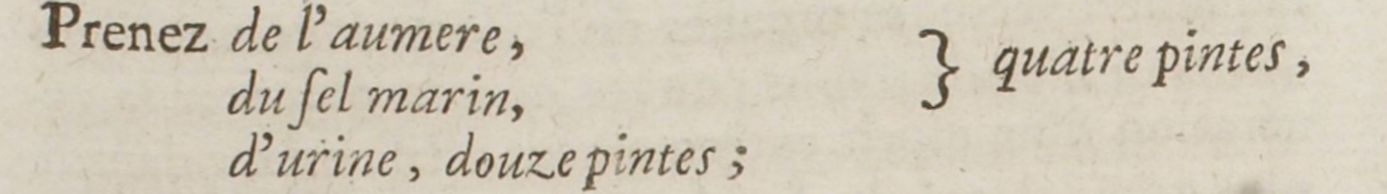 Prenez de l'aumere, } quatre pintes,
du ſel marin,
d'urine, douze pintes;